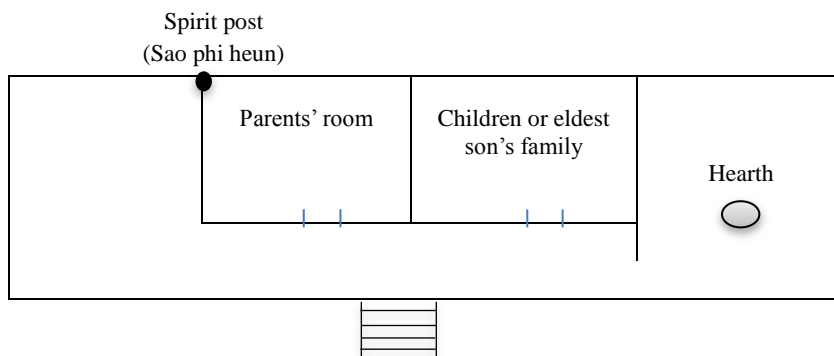 Spirit post
(Sao phi heun)
Parents’ room
Children or eldest
son’s family
Hearth